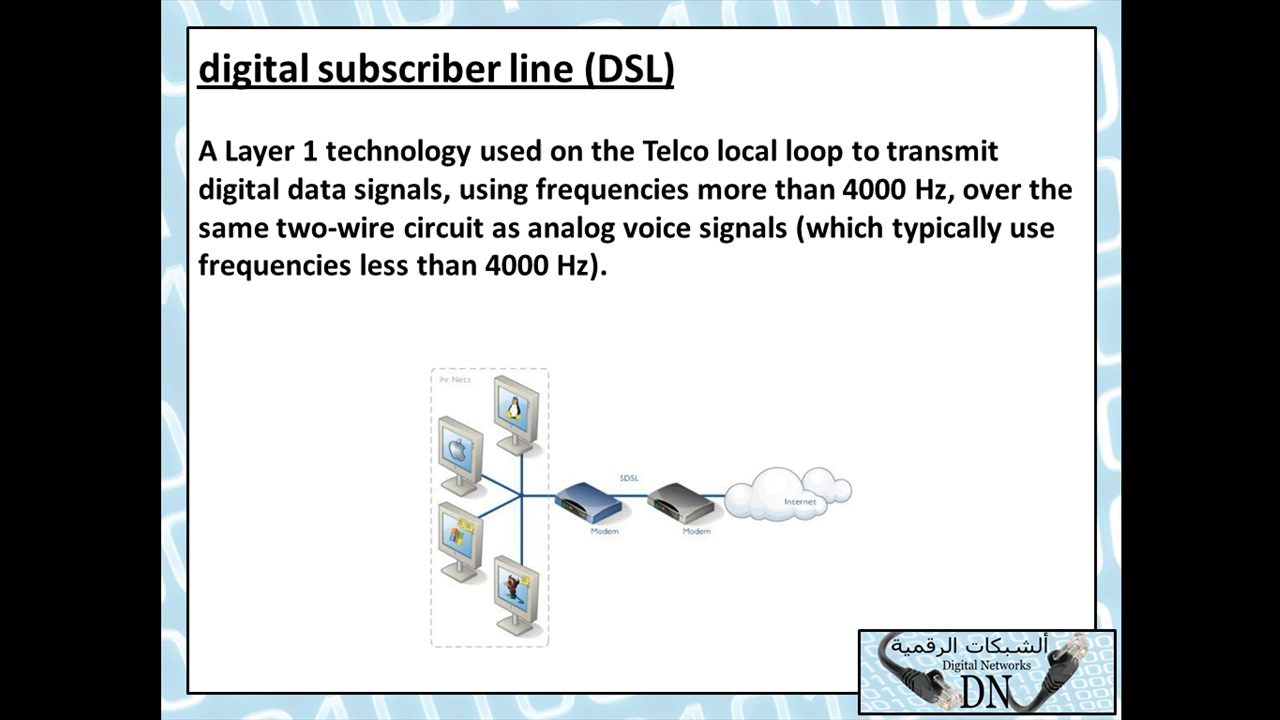 digital subscriber line (DSL)
A Layer 1 technology used on the Telco local loop to transmit
digital data signals, using frequencies more than 4000 Hz, over the
same two-wire circuit as analog voice signals (which typically use
frequencies less than 4000 Hz).
Ihr Netz
SDSL
Internet
Modem
Modem
ألشبكات الرقمية
Digital Networks
DN